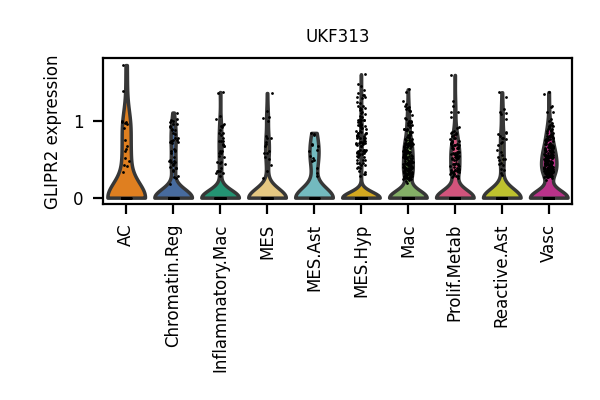 UKF313
GLIPR2 expression
1
0
AC
Chromatin.Reg
Inflammatory.Mac
MES
MES.Ast
MES.Hyp
Mac
Prolif.Metab
Reactive.Ast
Vasc